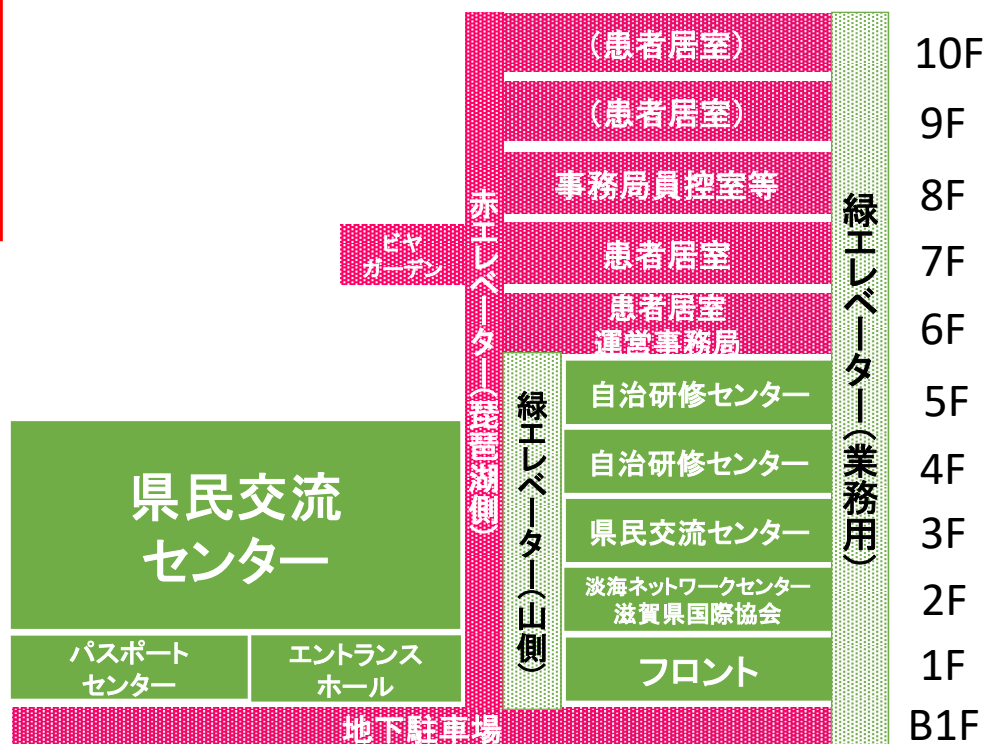 (患者居室)
10F
(患者居室)
9F
事務局員控室等
8F
ビヤ
ガーデン
患者居室
7F
患者居室
運営事務局
6F
赤エレベーター(琵琶湖側)
緑エレベーター(山側)
緑エレベーター(業務用)
自治研修センター
5F
自治研修センター
4F
県民交流
センター
県民交流センター
3F
淡海ネットワークセンター
滋賀県国際協会
2F
パスポート
センター
エントランス
ホール
フロント
1F
地下駐車場
B1F